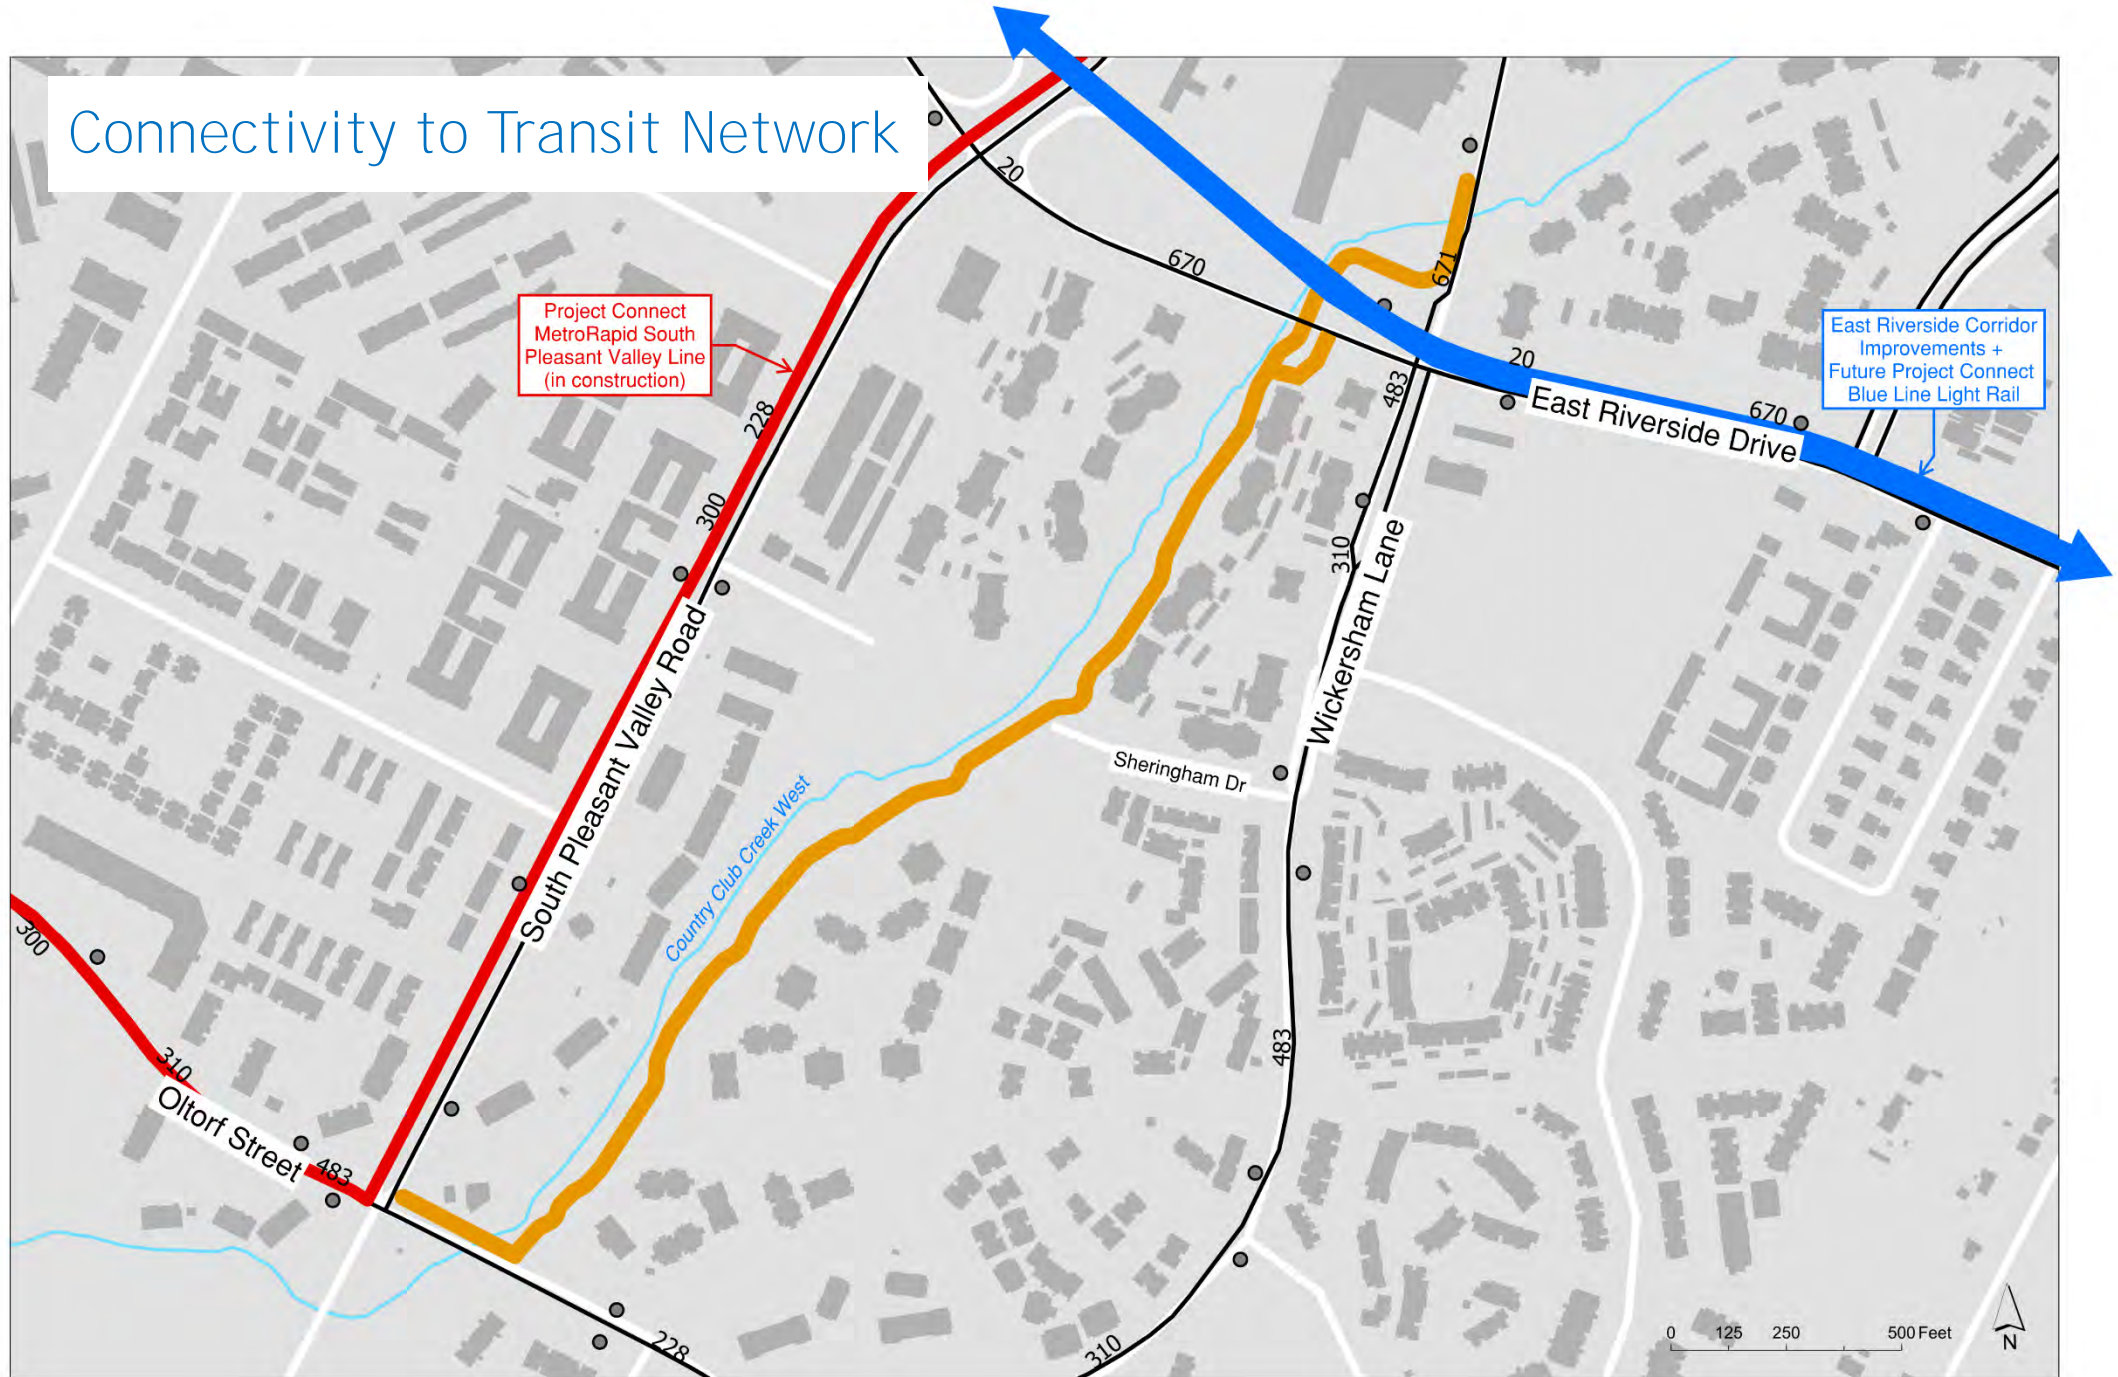 Connectivity to Transit Network
20
670
671
Project Connect
MetroRapid South
Pleasant Valley Line
(in construction)
East Riverside Corridor
Improvements +
Future Project Connect
Blue Line Light Rail
20
483
670
East Riverside Drive
228
300
310
Wickersham Lane
South Pleasant Valley Road
Sheringham Dr
Country Club Creek West
300
310
483
Oltorf Street
483
228
310
0 125 250 500 Feet
N